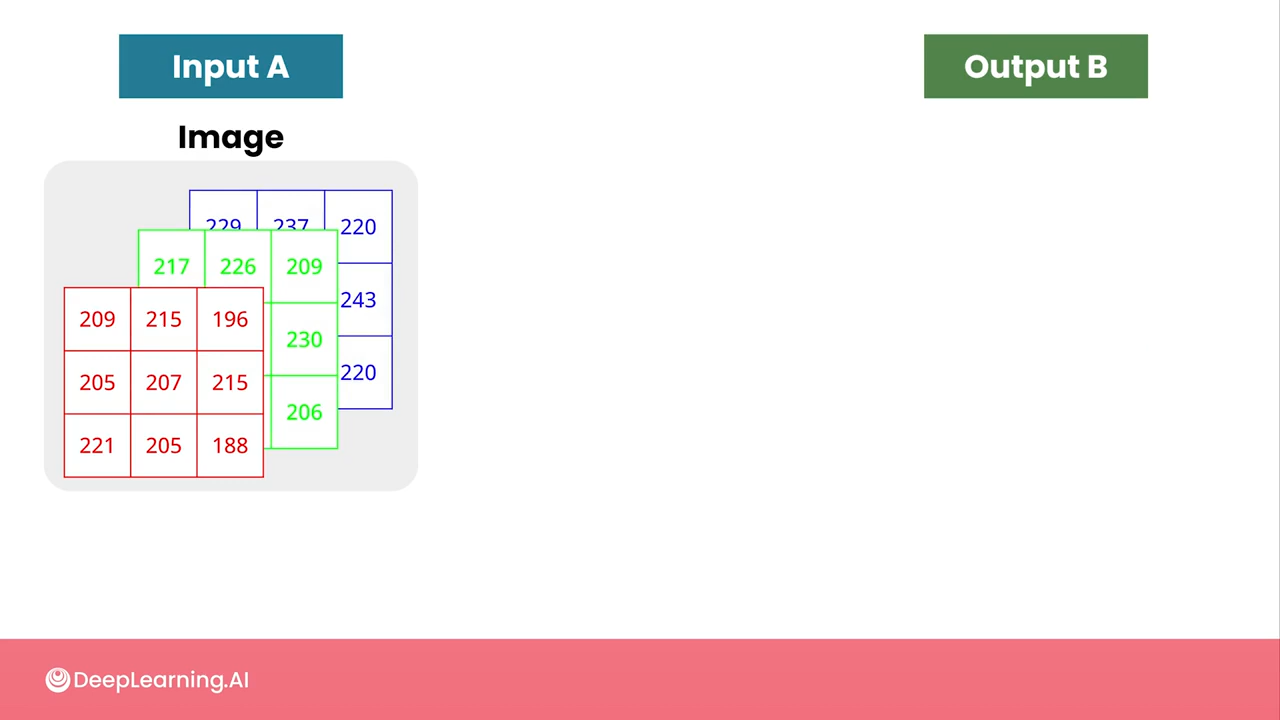 Input A
Output B
Image
229 237 220
217 226 209
243
209 215 196
230
205 207 215
220
206
221 205 188
DeepLearning.AI